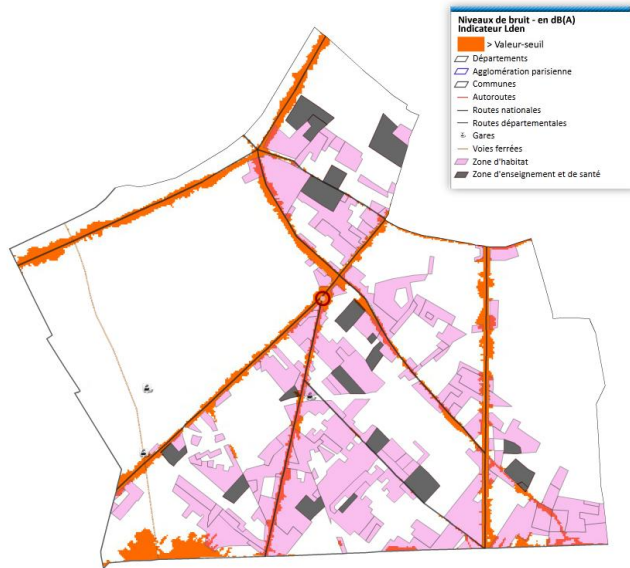 Niveaux de bruit - en dB(A)
Indicateur Lden
> Valeur-seuil
Départements
Agglomération parisienne
Communes
Autoroutes
Routes nationales
Routes départementales
Gares
Voies ferrées
Zone d'habitat
Zone d'enseignement et de santé